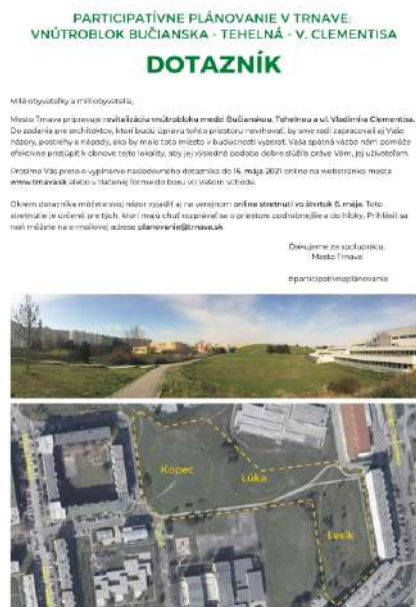 PARTICIPATÍVNE PLÁNOVANIE V TRNAVE:
VNÚTROBLOK BUČIANSKA - TEHELNÁ - V. CLEMENTISA
DOTAZNÍK
Milé obyvateľky a milí obyvatelia,
Mesto Trnava pripravuje revitalizáciu vnútrobloku medzi Bučianskou, Tehelnou a ul. Vladimíra Clementisa.
Do zadania pre architektov, ktorí budú úpravu tohto priestoru navrhovať, by sme radi zapracovali aj Vaše
názory, postrehy a nápady, ako by malo toto miesto v budúcnosti vyzerať. Vaša spätná väzba nám pomôže
efektívne pristúpiť k obnove tejto lokality, aby jej výsledná podoba dobre slúžila práve Vám, jej užívateľom.
Prosíme Vás preto o vyplnenie nasledovného dotazníka do 16. mája 2021 online na webstránke mesta
www.trnava.sk alebo v tlačenej forme do boxu vo Vašom vchode.
Okrem dotazníka môžete svoj názor vyjadriť aj na verejnom online stretnutí vo štvrtok 6. mája. Toto
stretnutie je určené pre tých, ktorí majú chuť rozprávať sa o priestore podrobnejšie a do hĺbky. Prihlásiť sa
naň môžete na e-mailovej adrese planovanie@trnava.sk
Ďakujeme za spoluprácu,
Mesto Trnava
#participatívneplánovanie
Kopec
Lúka
Lesík